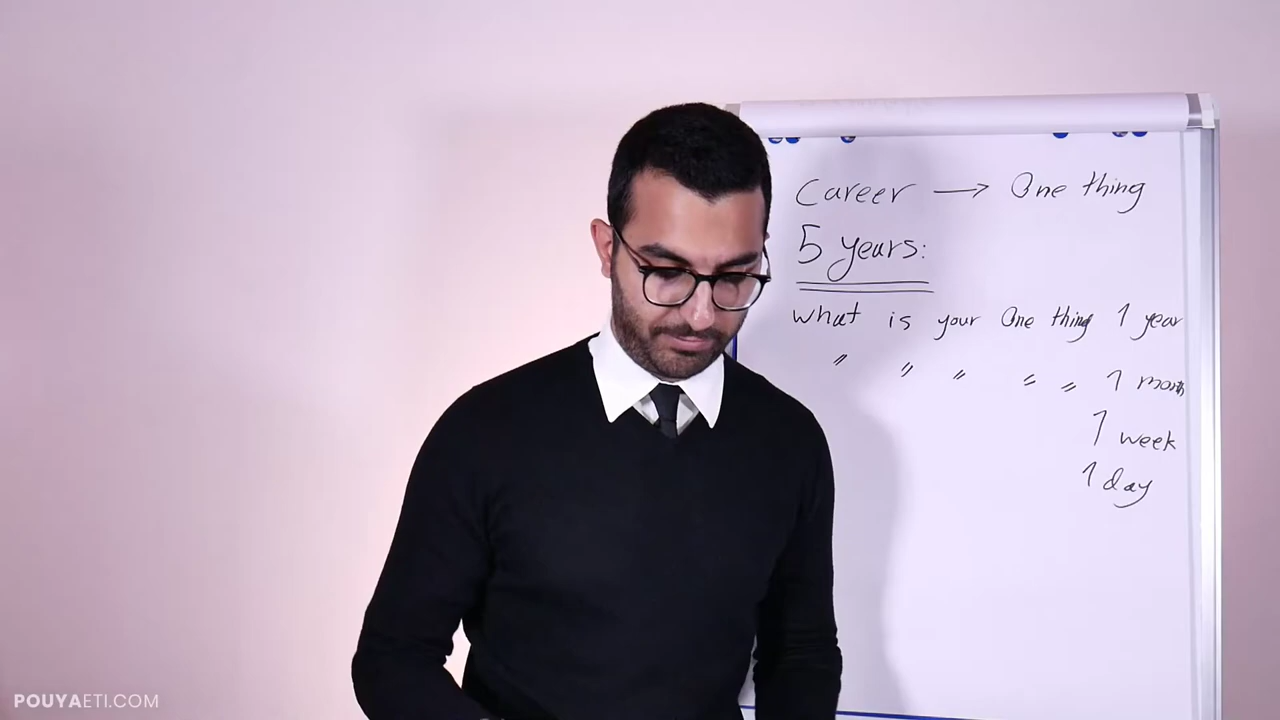 Career → One thing
5 years:
what is your One thing 1 year
〃 〃 〃 〃 〃 1 month
1 week
1 day
POUYAETI.COM